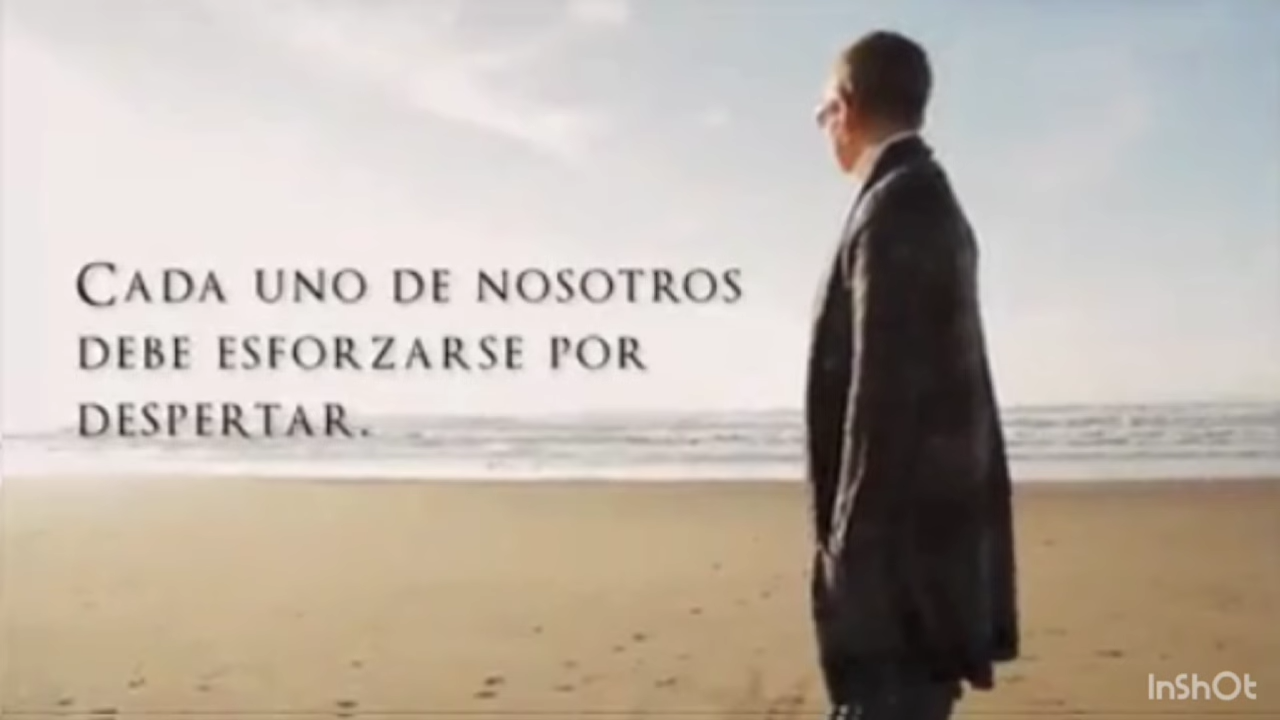 Cada uno de nosotros
debe esforzarse por
despertar.
InShOt